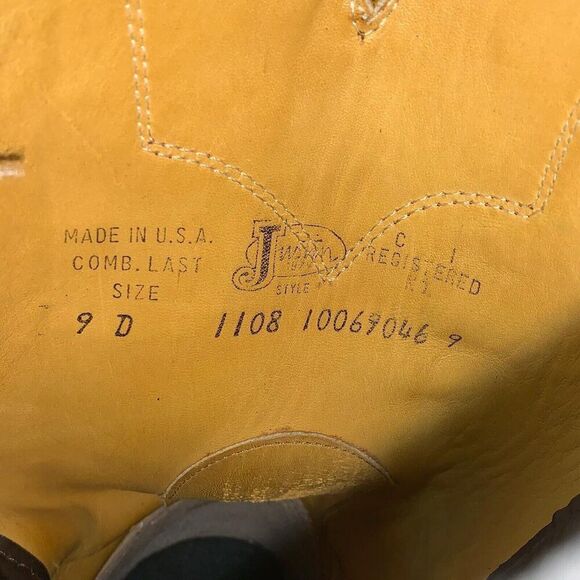 MADE IN U.S.A.
COMB. LAST
SIZE
9 D
Justin
STYLE
1108 10069046 9
C
REGISTERED